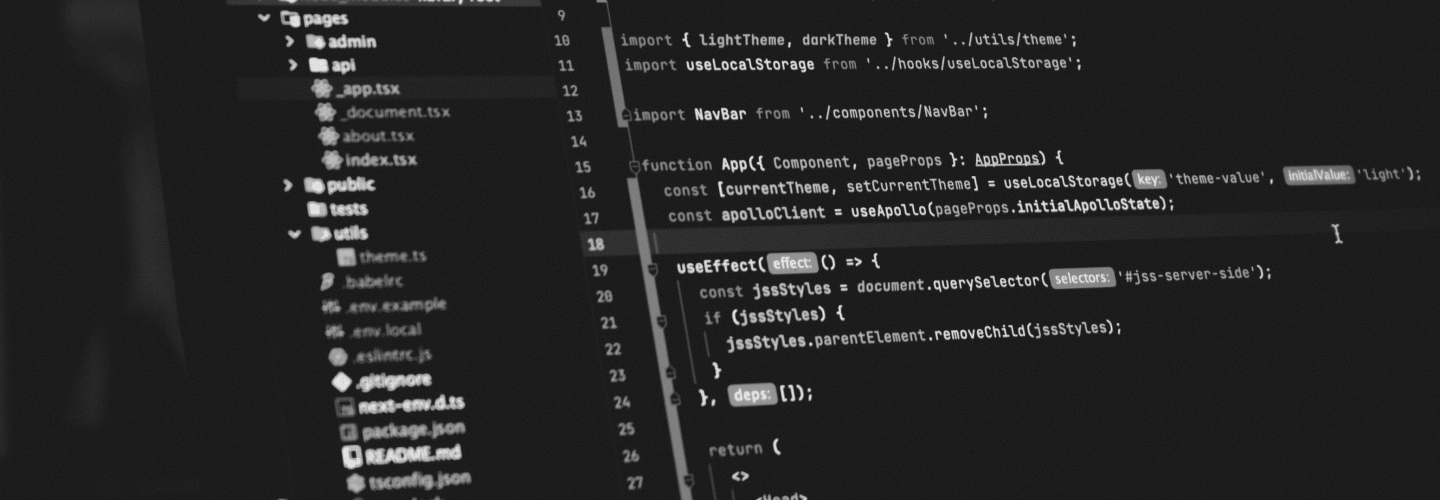 pages
admin
api
_app.tsx
_document.tsx
about.tsx
index.tsx
public
tests
utils
theme.ts
.babelrc
.env.example
.env.local
.eslintrc.js
.gitignore
next-env.d.ts
package.json
README.md
tsconfig.json
9
10 import { lightTheme, darkTheme } from '../utils/theme';
11 import useLocalStorage from '../hooks/useLocalStorage';
12
13 import NavBar from '../components/NavBar';
14
15 function App({ Component, pageProps }: AppProps) {
16 const [currentTheme, setCurrentTheme] = useLocalStorage( key: 'theme-value', initialValue: 'light');
17 const apolloClient = useApollo(pageProps.initialApolloState);
18
19 useEffect( effect: () => {
20 const jssStyles = document.querySelector( selectors: '#jss-server-side');
21 if (jssStyles) {
22 jssStyles.parentElement.removeChild(jssStyles);
23 }
24 }, deps: []);
25
26 return (
27 <>
<Head>